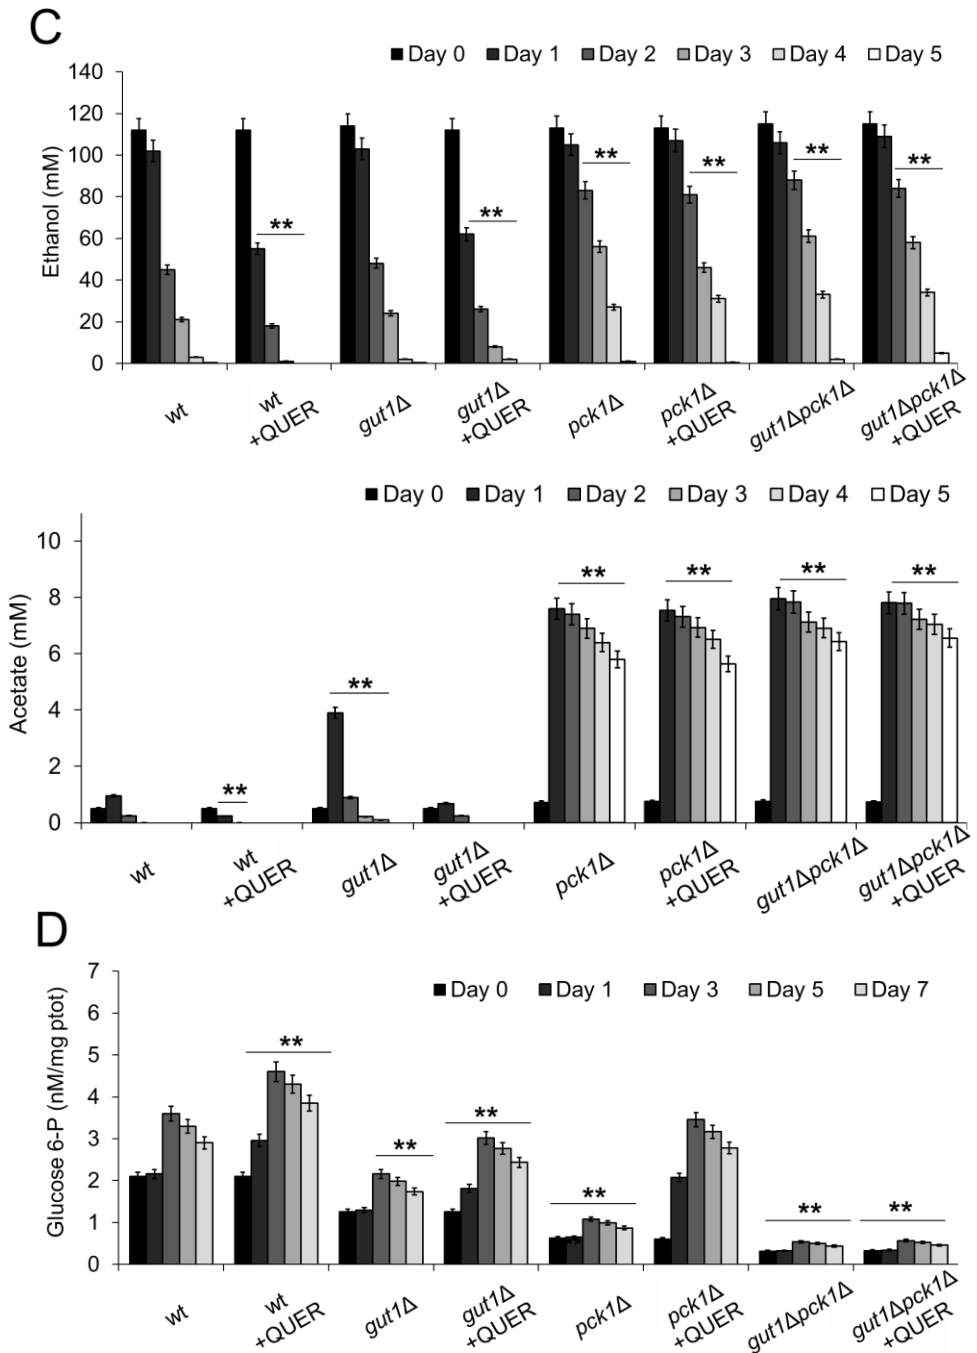 C
Day 0 Day 1 Day 2 Day 3 Day 4 Day 5
140
120
100
80
60
40
20
0
Ethanol (mM)
** ** ** ** ** **
wt
wt
+QUER
gut1Δ
gut1Δ
+QUER
pck1Δ
pck1Δ
+QUER
gut1Δpck1Δ
gut1Δpck1Δ
+QUER
Day 0 Day 1 Day 2 Day 3 Day 4 Day 5
10
8
6
4
2
0
Acetate (mM)
** ** ** ** ** **
wt
wt
+QUER
gut1Δ
gut1Δ
+QUER
pck1Δ
pck1Δ
+QUER
gut1Δpck1Δ
gut1Δpck1Δ
+QUER
D
Day 0 Day 1 Day 3 Day 5 Day 7
7
6
5
4
3
2
1
0
Glucose 6-P (nM/mg ptot)
** ** ** ** ** **
wt
wt
+QUER
gut1Δ
gut1Δ
+QUER
pck1Δ
pck1Δ
+QUER
gut1Δpck1Δ
gut1Δpck1Δ
+QUER